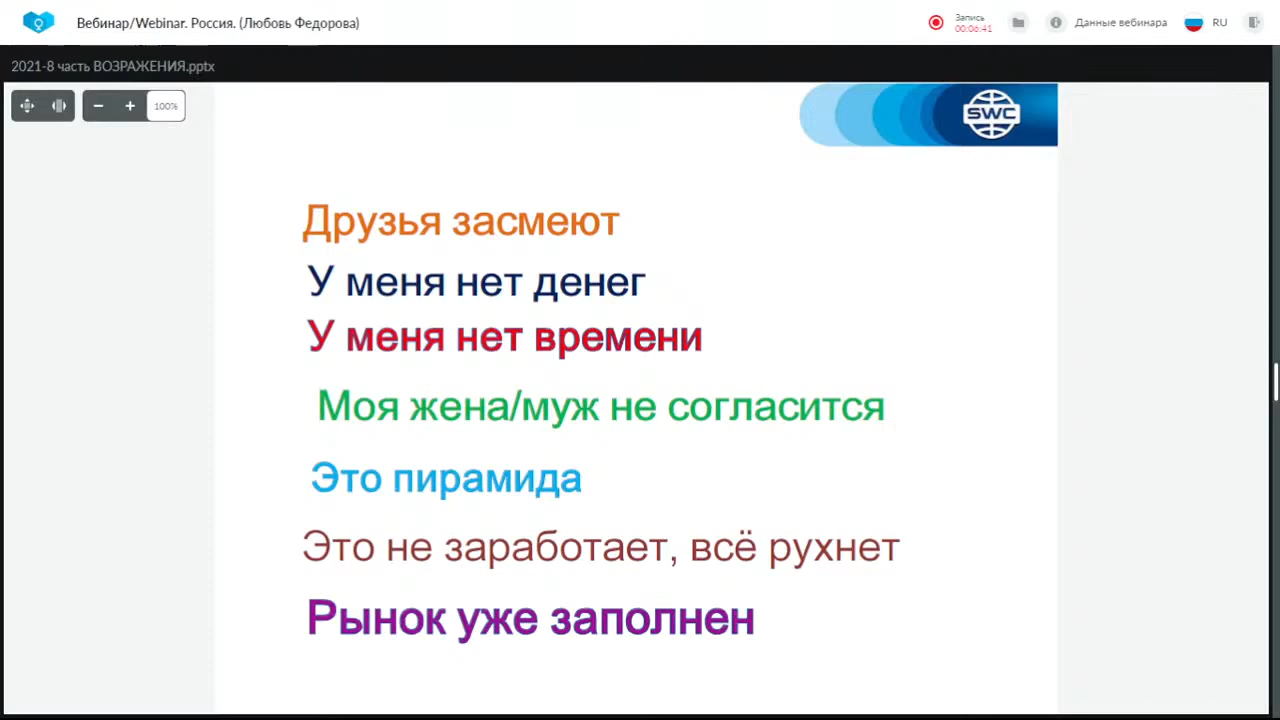 Вебинар/Webinar. Россия. (Любовь Федорова)
Запись
00:06:41
Данные вебинара
RU
2021-8 часть ВОЗРАЖЕНИЯ.pptx
100%
SWC
Друзья засмеют
У меня нет денег
У меня нет времени
Моя жена/муж не согласится
Это пирамида
Это не заработает, всё рухнет
Рынок уже заполнен